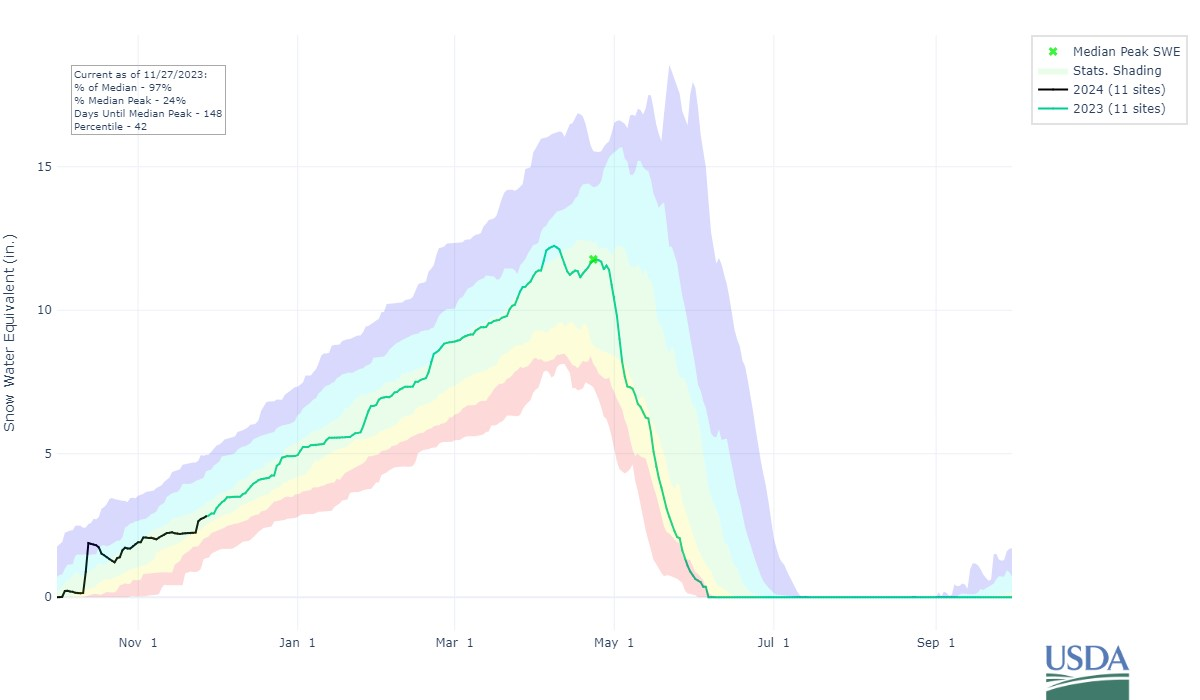 Current as of 11/27/2023:
% of Median - 97%
% Median Peak - 24%
Days Until Median Peak - 148
Percentile - 42
Median Peak SWE
Stats. Shading
2024 (11 sites)
2023 (11 sites)
Snow Water Equivalent (in.)
15
10
5
0
Nov 1
Jan 1
Mar 1
May 1
Jul 1
Sep 1
USDA